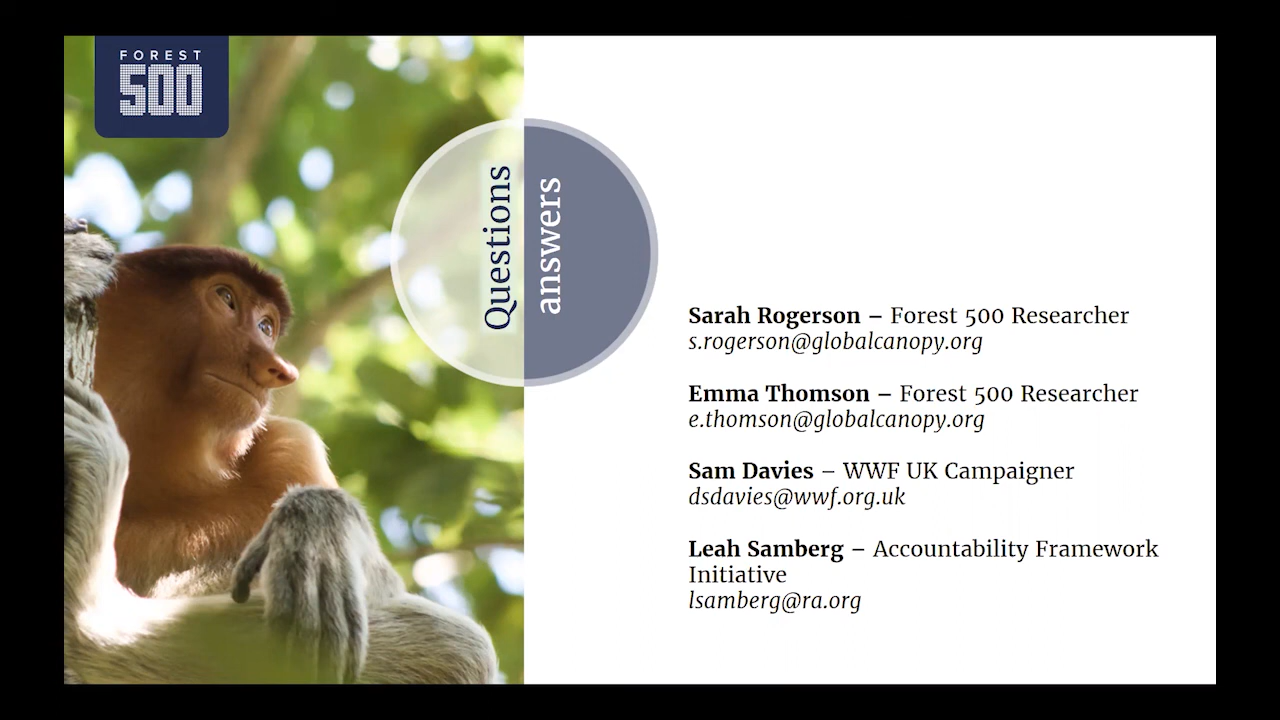 FOREST
500
Questions
answers
Sarah Rogerson – Forest 500 Researcher
s.rogerson@globalcanopy.org
Emma Thomson – Forest 500 Researcher
e.thomson@globalcanopy.org
Sam Davies – WWF UK Campaigner
dsdavies@wwf.org.uk
Leah Samberg – Accountability Framework
Initiative
lsamberg@ra.org